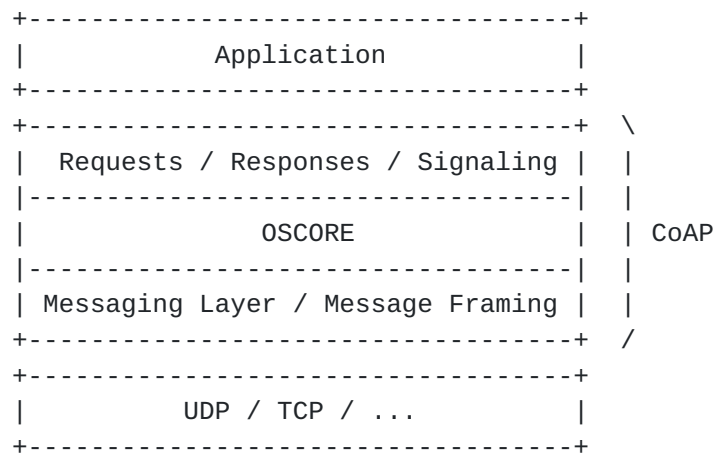 +-----------------------------------+
|            Application            |
+-----------------------------------+
+-----------------------------------+  \
|  Requests / Responses / Signaling |  |
|-----------------------------------|  |
|               OSCORE              |  | CoAP
|-----------------------------------|  |
| Messaging Layer / Message Framing |  |
+-----------------------------------+  /
+-----------------------------------+
|          UDP / TCP / ...          |
+-----------------------------------+